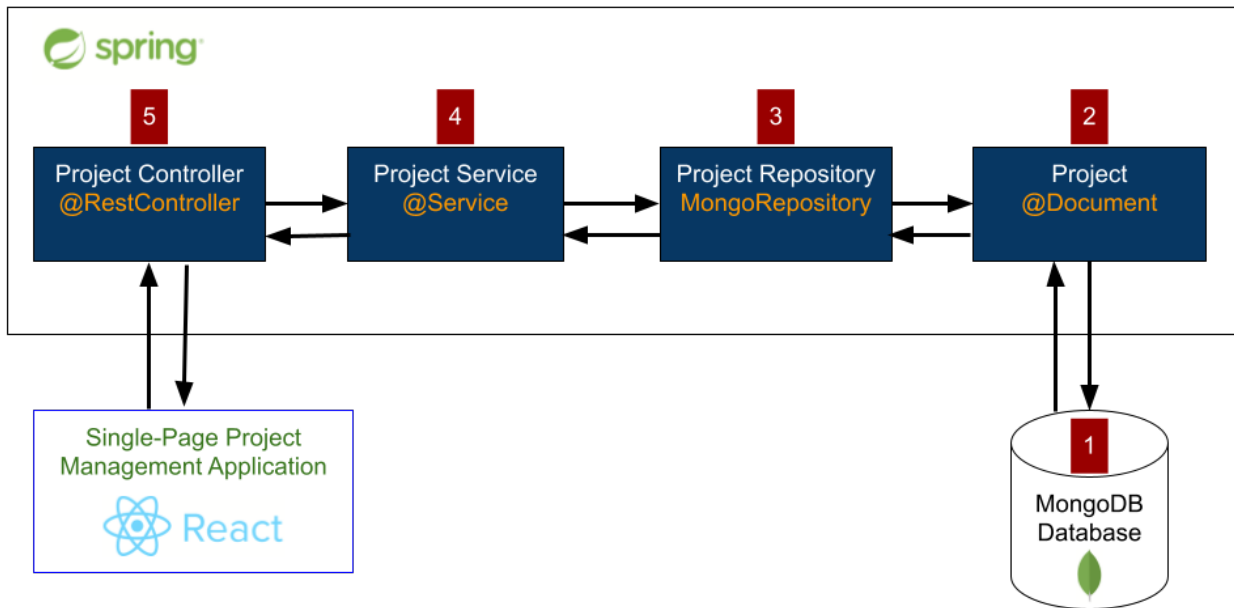 spring
5
4
3
2
Project Controller
@RestController
Project Service
@Service
Project Repository
MongoRepository
Project
@Document
Single-Page Project
Management Application
React
1
MongoDB
Database